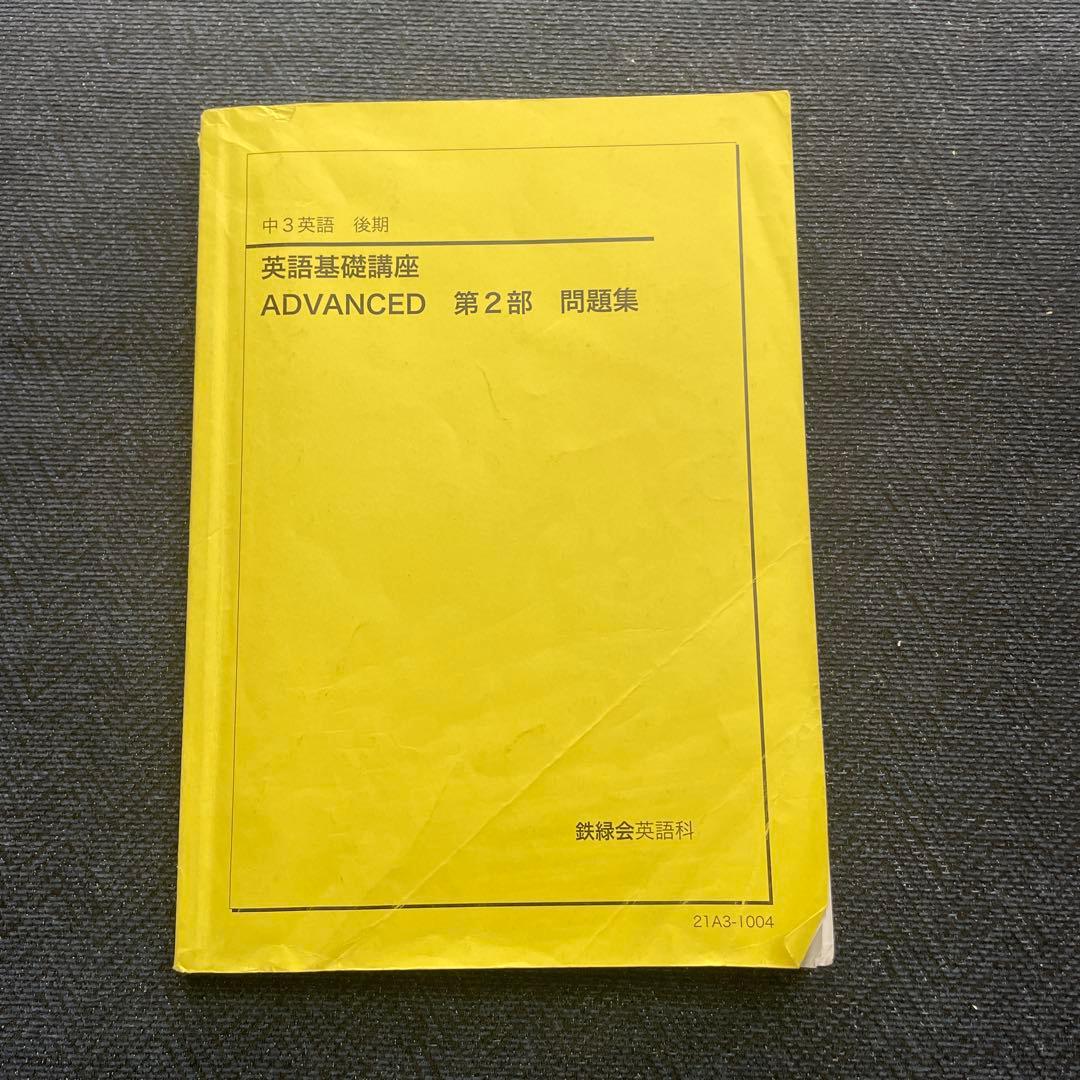 中3英語　後期
英語基礎講座
ADVANCED　第2部　問題集
鉄緑会英語科
21A3-1004